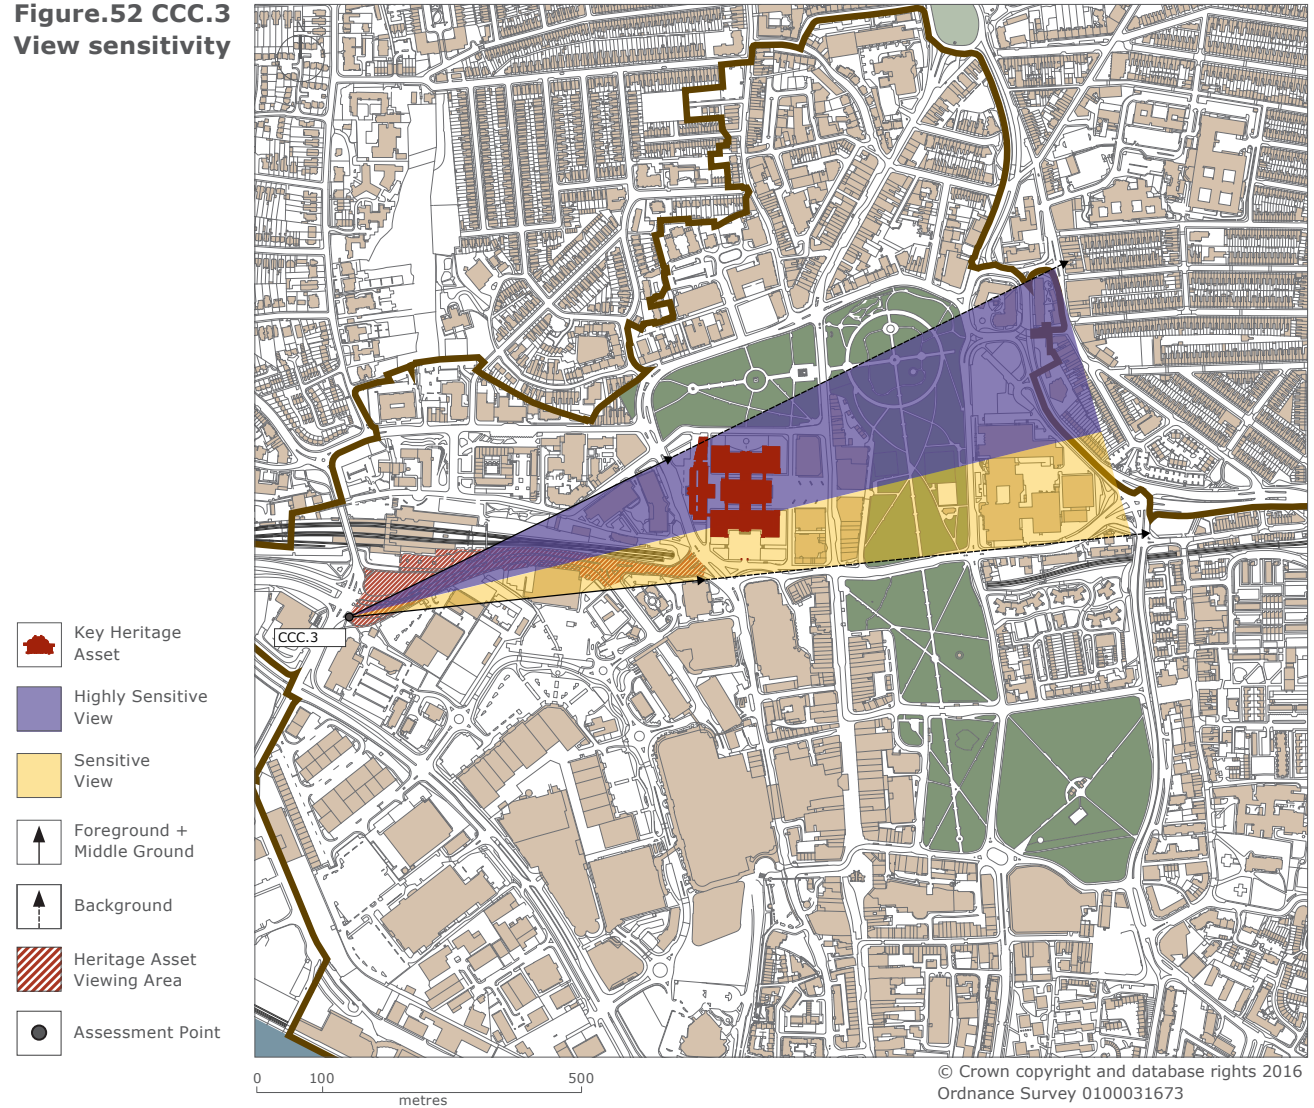 Figure.52 CCC.3
View sensitivity
CCC.3
Key Heritage
Asset
Highly Sensitive
View
Sensitive
View
Foreground +
Middle Ground
Background
Heritage Asset
Viewing Area
Assessment Point
0 100 500
metres
© Crown copyright and database rights 2016
Ordnance Survey 0100031673